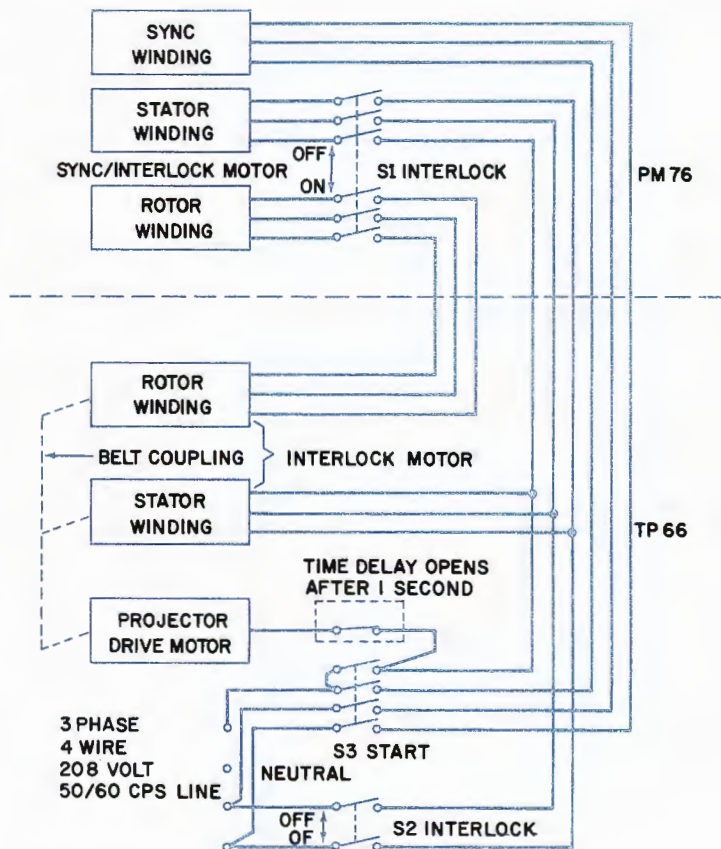 SYNC
WINDING
STATOR
WINDING
OFF
SYNC/INTERLOCK MOTOR
S1 INTERLOCK
PM 76
ON
ROTOR
WINDING
ROTOR
WINDING
BELT COUPLING
INTERLOCK MOTOR
STATOR
WINDING
TP 66
TIME DELAY OPENS
AFTER 1 SECOND
PROJECTOR
DRIVE MOTOR
3 PHASE
4 WIRE
208 VOLT
50/60 CPS LINE
S3 START
NEUTRAL
OFF
OF
S2 INTERLOCK